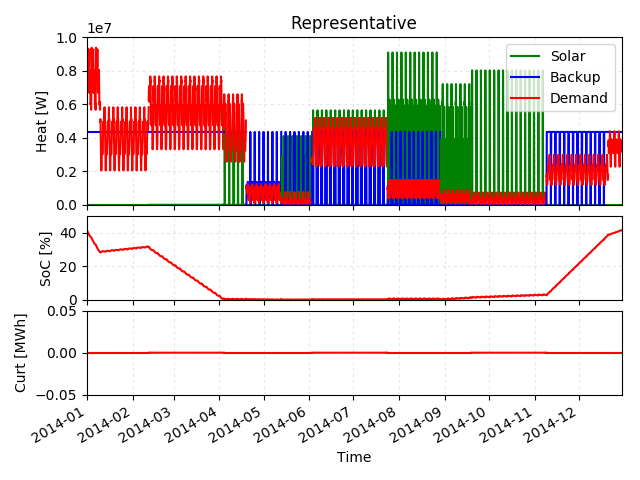 Representative
1e7
1.0
0.8
0.6
0.4
0.2
0.0
Heat [W]
Solar
Backup
Demand
40
20
0
SoC [%]
0.05
0.00
−0.05
Curt [MWh]
2014-01
2014-02
2014-03
2014-04
2014-05
2014-06
2014-07
2014-08
2014-09
2014-10
2014-11
2014-12
Time